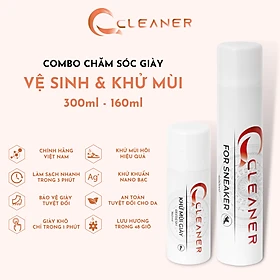 CLEANER
COMBO CHĂM SÓC GIÀY
VỆ SINH & KHỬ MÙI
300ml - 160ml
CHÍNH HÃNG
VIỆT NAM
KHỬ MÙI HÔI
HIỆU QUẢ
LÀM SẠCH NHANH
TRONG 3 PHÚT
Ag+
KHỬ KHUẨN
NANO BẠC
BẢO VỆ GIÀY
TUYỆT ĐỐI
AN TOÀN
TUYỆT ĐỐI CHO DA
GIÀY KHÔ
CHỈ TRONG 1 PHÚT
LƯU HƯƠNG
TRONG 48 GIỜ
CLEANER
KHỬ MÙI GIÀY
CLEANER
FOR SNEAKER